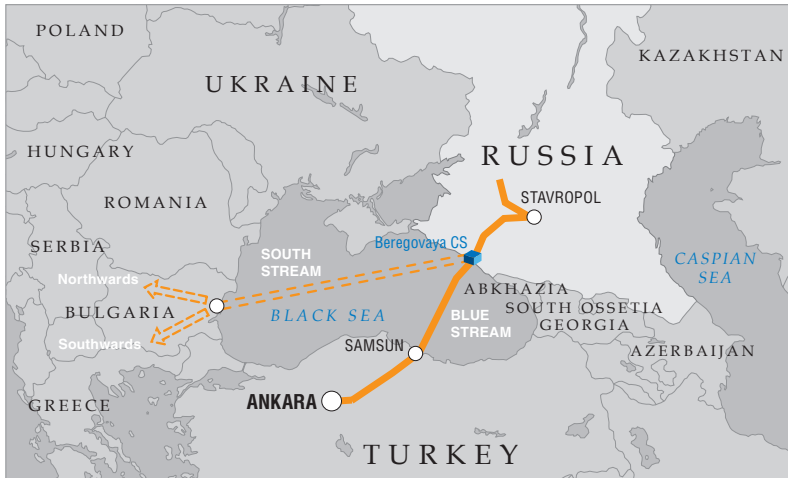 POLAND
KAZAKHSTAN
UKRAINE
HUNGARY
RUSSIA
ROMANIA
STAVROPOL
SERBIA
SOUTH
STREAM
Beregovaya CS
CASPIAN
SEA
Northwards
ABKHAZIA
BULGARIA
BLACK SEA
BLUE
STREAM
SOUTH OSSETIA
GEORGIA
Southwards
SAMSUN
AZERBAIJAN
GREECE
ANKARA
TURKEY